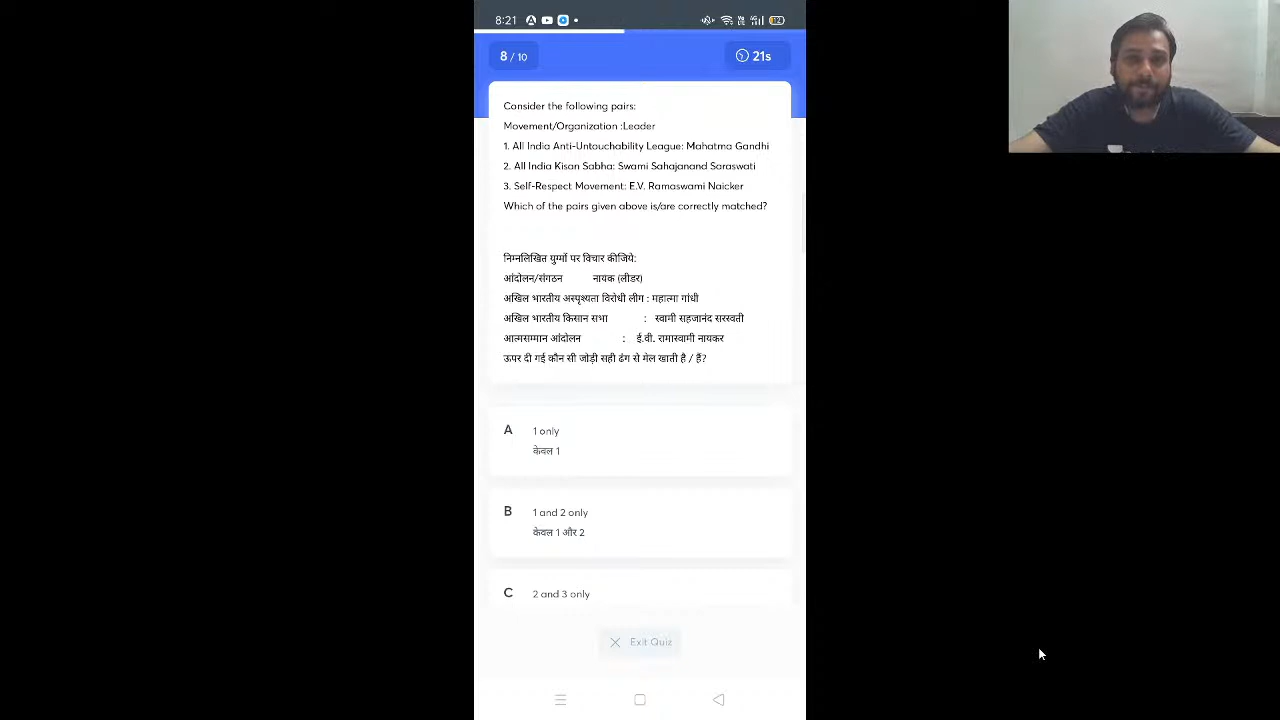 8:21
8 / 10
21s
Consider the following pairs:
Movement/Organization :Leader
1. All India Anti-Untouchability League: Mahatma Gandhi
2. All India Kisan Sabha: Swami Sahajanand Saraswati
3. Self-Respect Movement: E.V. Ramaswami Naicker
Which of the pairs given above is/are correctly matched?
निम्नलिखित युग्मों पर विचार कीजिये:
आंदोलन/संगठन नायक (लीडर)
अखिल भारतीय अस्पृश्यता विरोधी लीग : महात्मा गांधी
अखिल भारतीय किसान सभा : स्वामी सहजानंद सरस्वती
आत्मसम्मान आंदोलन : ई.वी. रामास्वामी नायकर
ऊपर दी गई कौन सी जोड़ी सही ढंग से मेल खाती है / हैं?
A 1 only
केवल 1
B 1 and 2 only
केवल 1 और 2
C 2 and 3 only
Exit Quiz